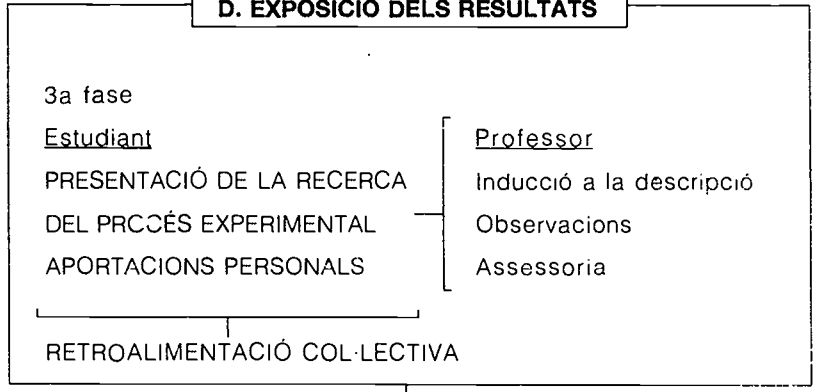 D. EXPOSICIÓ DELS RESULTATS
3a fase
Estudiant
PRESENTACIÓ DE LA RECERCA
DEL PROCÉS EXPERIMENTAL
APORTACIONS PERSONALS
Professor
Inducció a la descripció
Observacions
Assessoria
RETROALIMENTACIÓ COL·LECTIVA